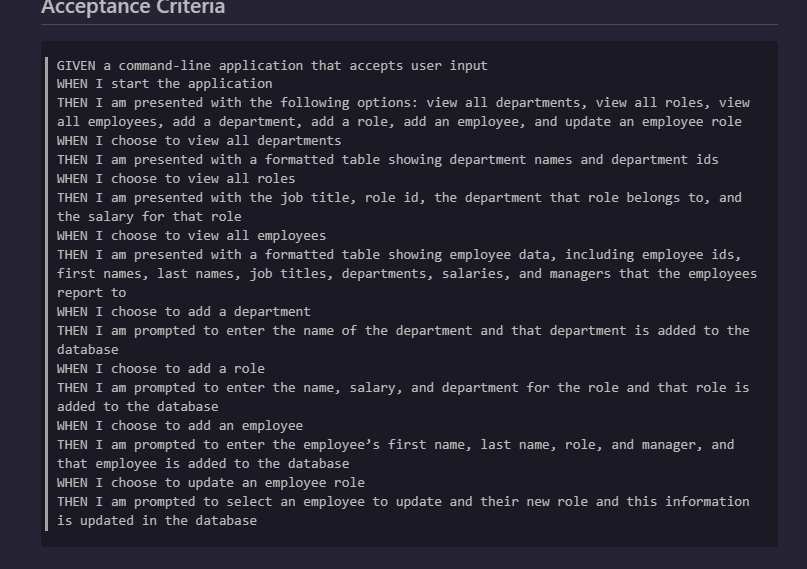 Acceptance Criteria
GIVEN a command-line application that accepts user input
WHEN I start the application
THEN I am presented with the following options: view all departments, view all roles, view
all employees, add a department, add a role, add an employee, and update an employee role
WHEN I choose to view all departments
THEN I am presented with a formatted table showing department names and department ids
WHEN I choose to view all roles
THEN I am presented with the job title, role id, the department that role belongs to, and
the salary for that role
WHEN I choose to view all employees
THEN I am presented with a formatted table showing employee data, including employee ids,
first names, last names, job titles, departments, salaries, and managers that the employees
report to
WHEN I choose to add a department
THEN I am prompted to enter the name of the department and that department is added to the
database
WHEN I choose to add a role
THEN I am prompted to enter the name, salary, and department for the role and that role is
added to the database
WHEN I choose to add an employee
THEN I am prompted to enter the employee’s first name, last name, role, and manager, and
that employee is added to the database
WHEN I choose to update an employee role
THEN I am prompted to select an employee to update and their new role and this information
is updated in the database